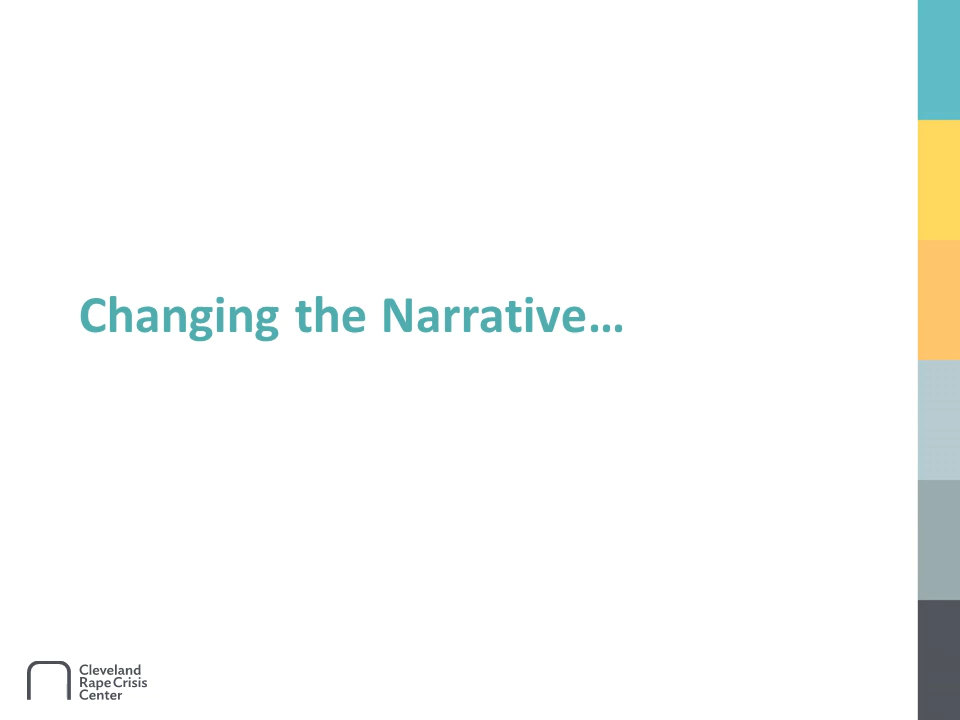 Changing the Narrative…
Cleveland
Rape Crisis
Center